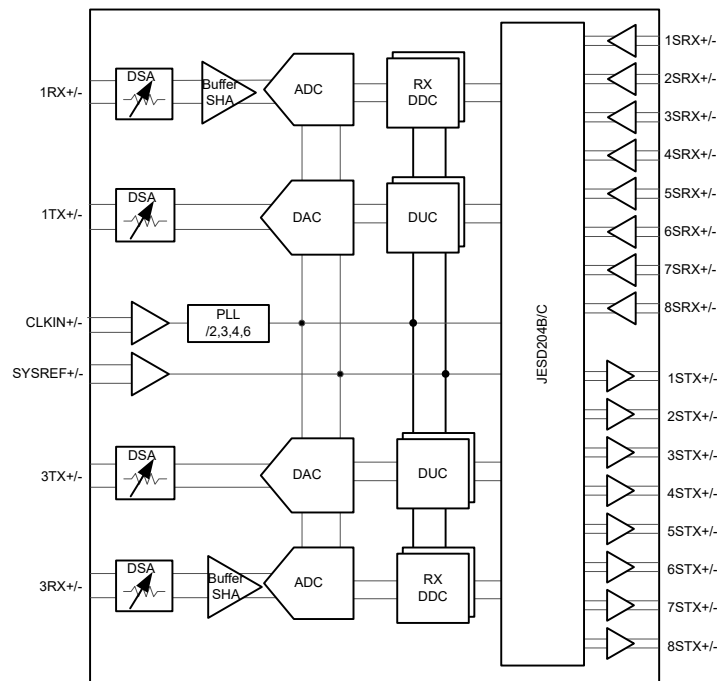 1RX+/-
DSA
Buffer
SHA
ADC
RX
DDC
1TX+/-
DSA
DAC
DUC
CLKIN+/-
PLL
/2,3,4,6
SYSREF+/-
3TX+/-
DSA
DAC
DUC
3RX+/-
DSA
Buffer
SHA
ADC
RX
DDC
JESD204B/C
1SRX+/-
2SRX+/-
3SRX+/-
4SRX+/-
5SRX+/-
6SRX+/-
7SRX+/-
8SRX+/-
1STX+/-
2STX+/-
3STX+/-
4STX+/-
5STX+/-
6STX+/-
7STX+/-
8STX+/-